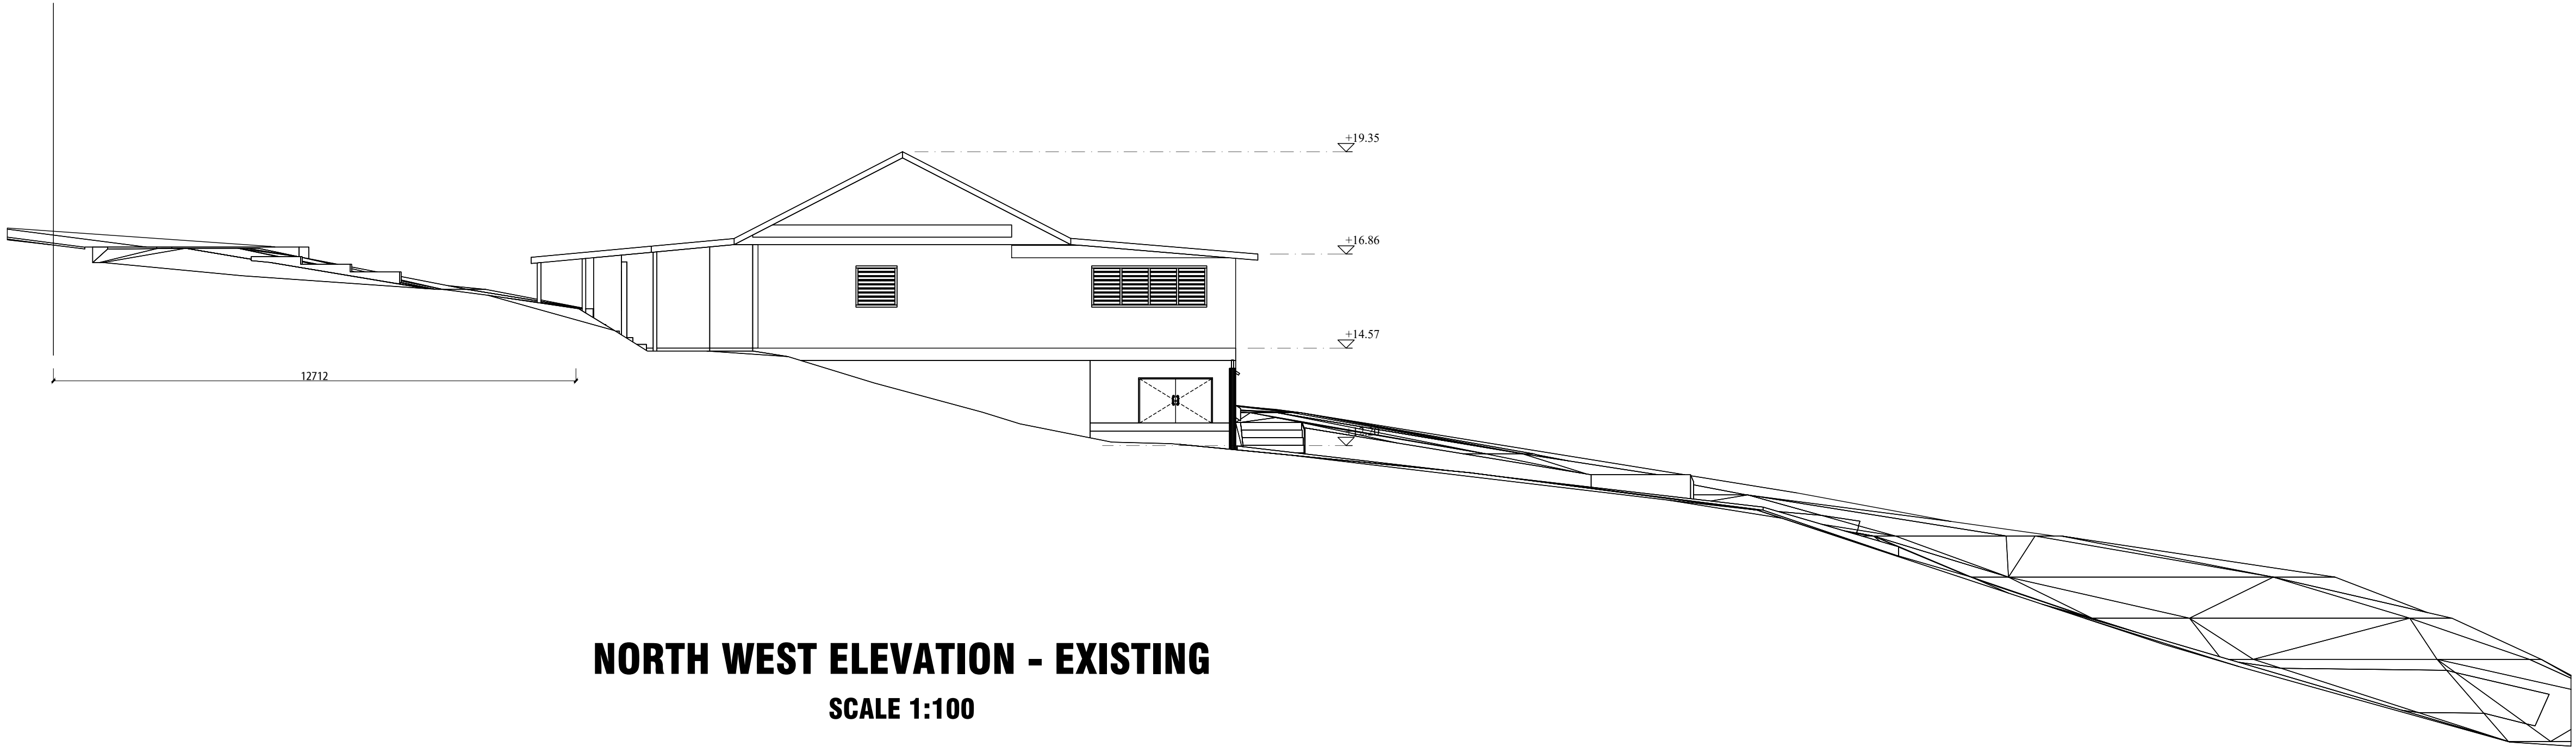 +19.35
+16.86
+14.57
12712
NORTH WEST ELEVATION - EXISTING
SCALE 1:100